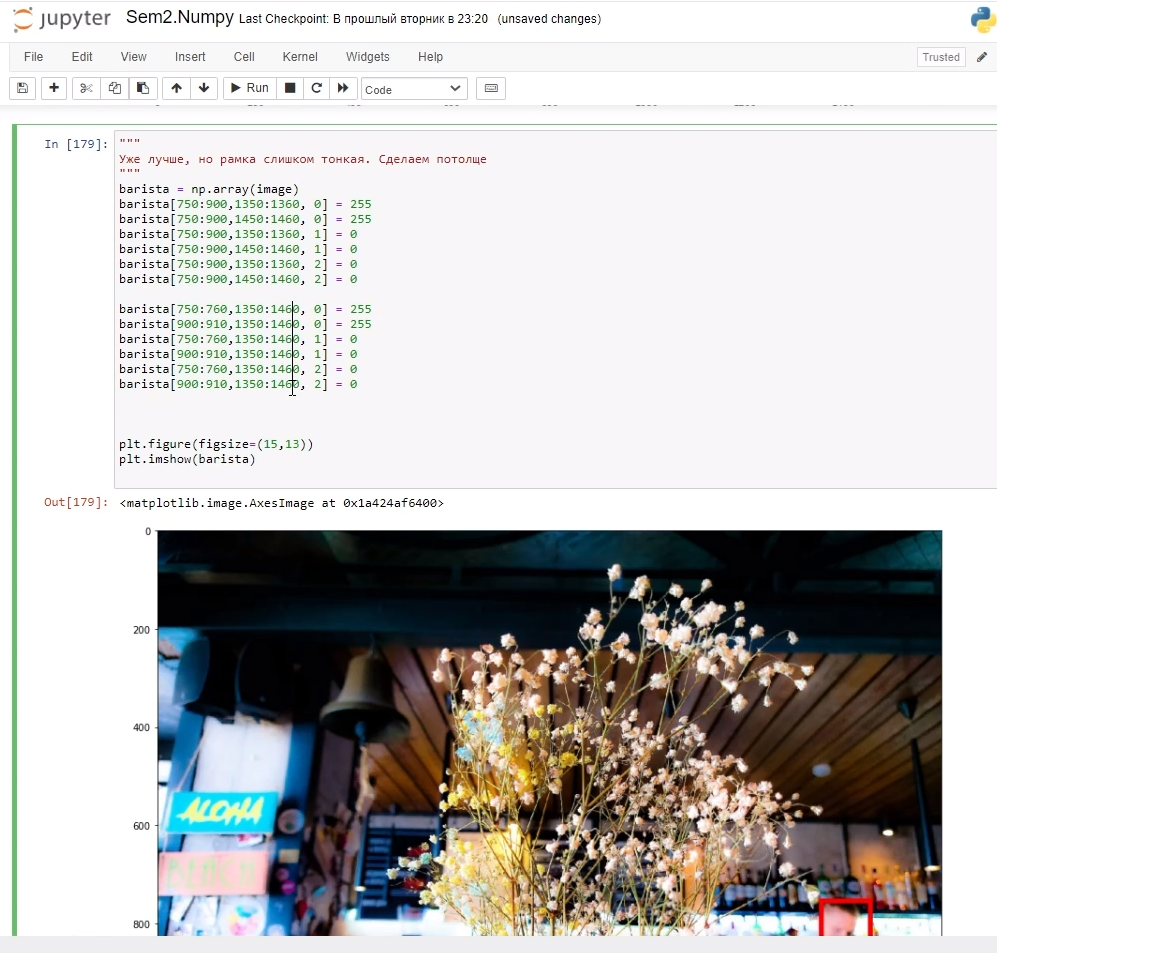 jupyter Sem2.Numpy Last Checkpoint: В прошлый вторник в 23:20 (unsaved changes)
File Edit View Insert Cell Kernel Widgets Help Trusted
Run Code
In [179]: """
Уже лучше, но рамка слишком тонкая. Сделаем потолще
"""
barista = np.array(image)
barista[750:900,1350:1360, 0] = 255
barista[750:900,1450:1460, 0] = 255
barista[750:900,1350:1360, 1] = 0
barista[750:900,1450:1460, 1] = 0
barista[750:900,1350:1360, 2] = 0
barista[750:900,1450:1460, 2] = 0
barista[750:760,1350:1460, 0] = 255
barista[900:910,1350:1460, 0] = 255
barista[750:760,1350:1460, 1] = 0
barista[900:910,1350:1460, 1] = 0
barista[750:760,1350:1460, 2] = 0
barista[900:910,1350:1460, 2] = 0
plt.figure(figsize=(15,13))
plt.imshow(barista)
Out[179]: <matplotlib.image.AxesImage at 0x1a424af6400>
0
200
400
600
800
ALOHA
BEACH